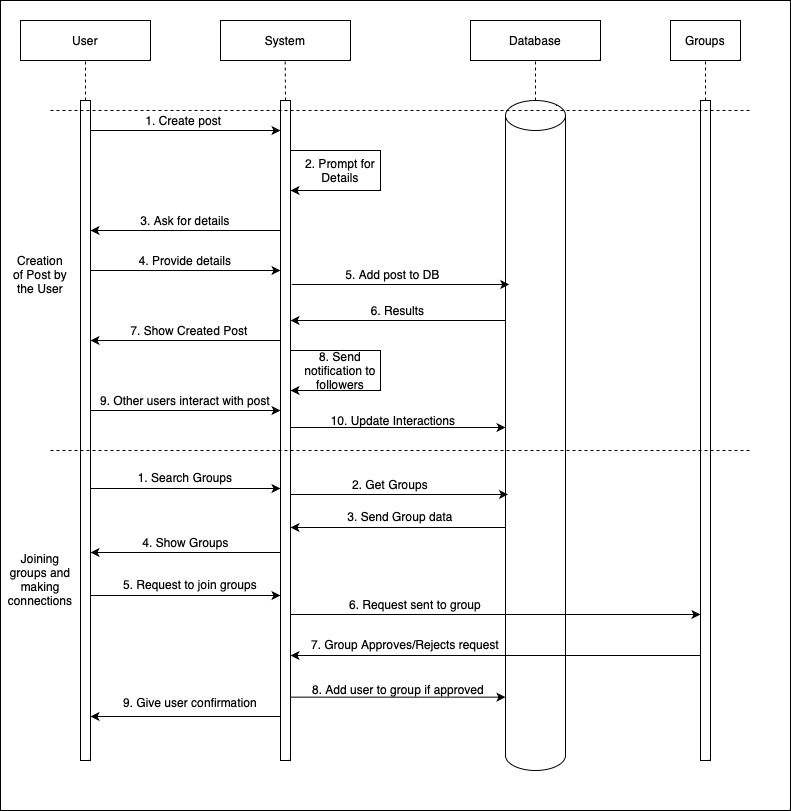 User
System
Database
Groups
1. Create post
2. Prompt for
Details
3. Ask for details
Creation
of Post by
the User
4. Provide details
5. Add post to DB
6. Results
7. Show Created Post
8. Send
notification to
followers
9. Other users interact with post
10. Update Interactions
1. Search Groups
2. Get Groups
3. Send Group data
4. Show Groups
Joining
groups and
making
connections
5. Request to join groups
6. Request sent to group
7. Group Approves/Rejects request
8. Add user to group if approved
9. Give user confirmation